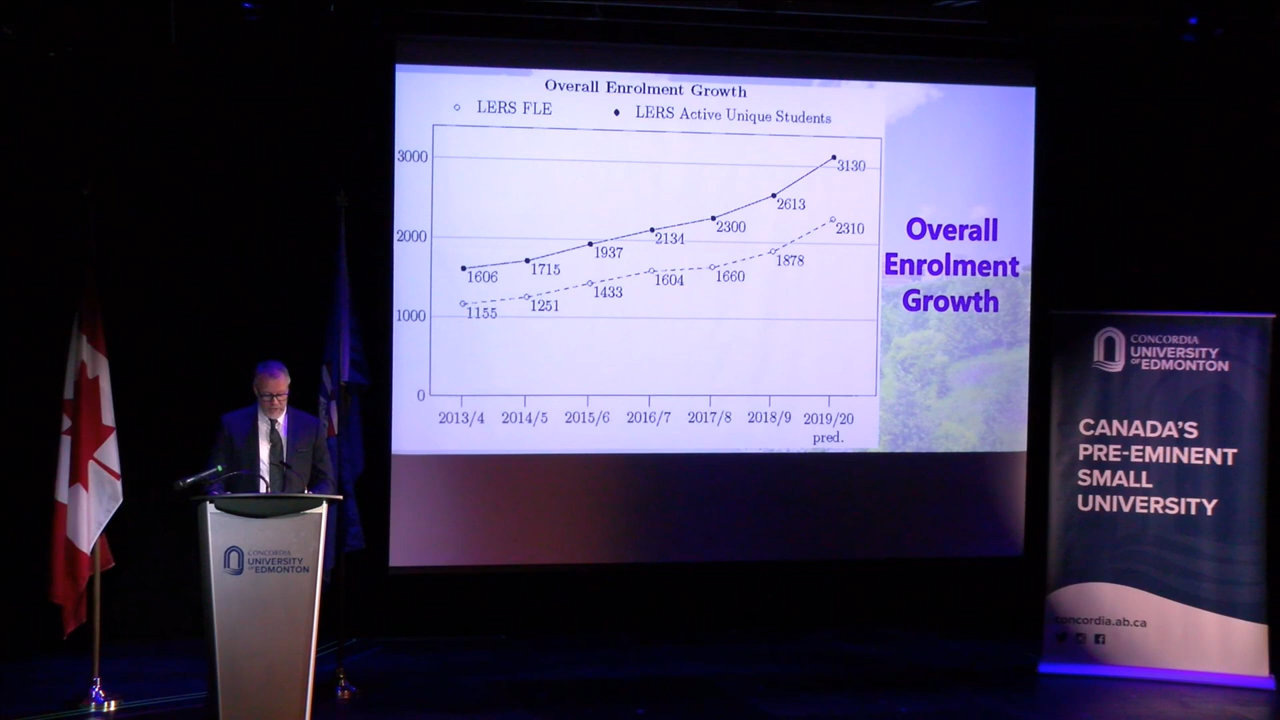 Overall Enrolment Growth
LERS FLE
LERS Active Unique Students
3000
2000
1000
0
1606
1715
1937
2134
2300
2613
3130
1155
1251
1433
1604
1660
1878
2310
2013/4 2014/5 2015/6 2016/7 2017/8 2018/9 2019/20
pred.
Overall
Enrolment
Growth
CONCORDIA
UNIVERSITY
OF EDMONTON
CONCORDIA
UNIVERSITY
OF EDMONTON
CANADA'S
PRE-EMINENT
SMALL
UNIVERSITY
concordia.ab.ca